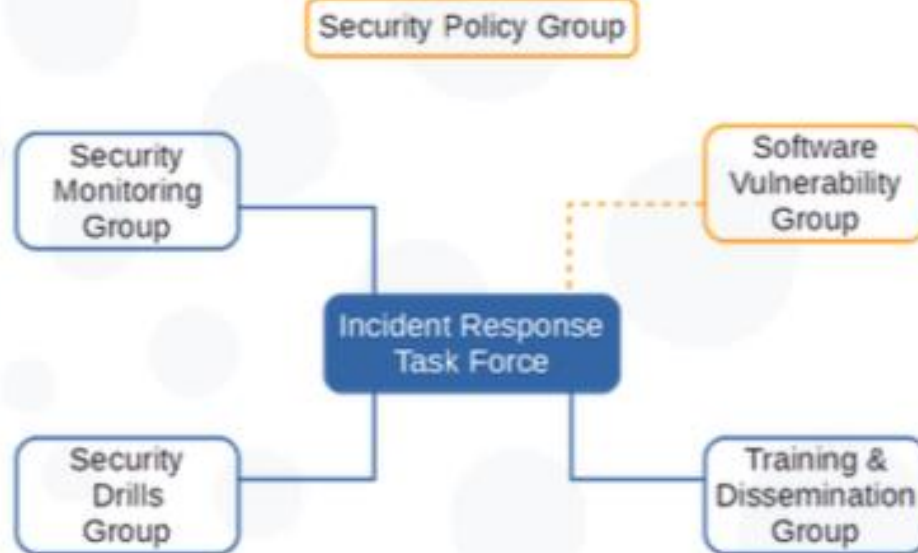 Security Policy Group
Security
Monitoring
Group
Software
Vulnerability
Group
Incident Response
Task Force
Security
Drills
Group
Training &
Dissemination
Group